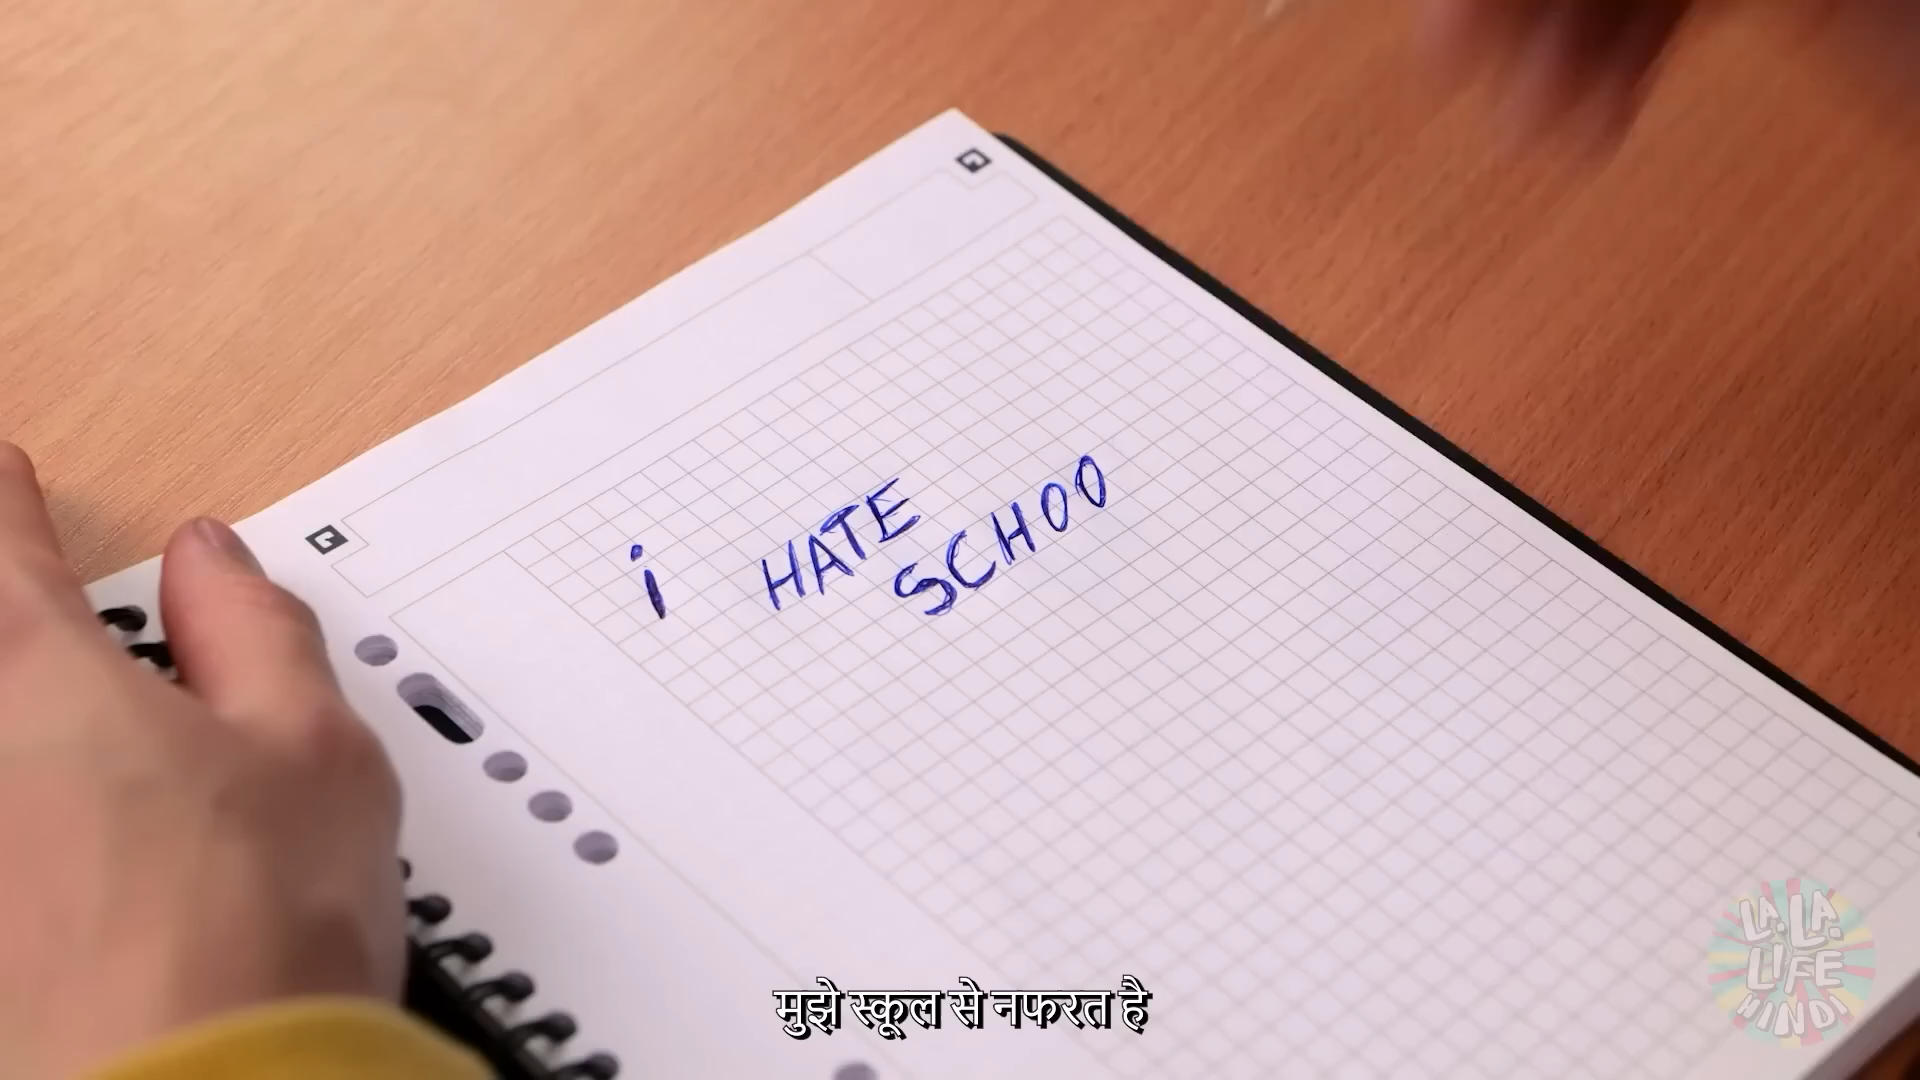 i HATE
SCHOO
मुझे स्कूल से नफरत है
LA LA
LIFE
HINDI